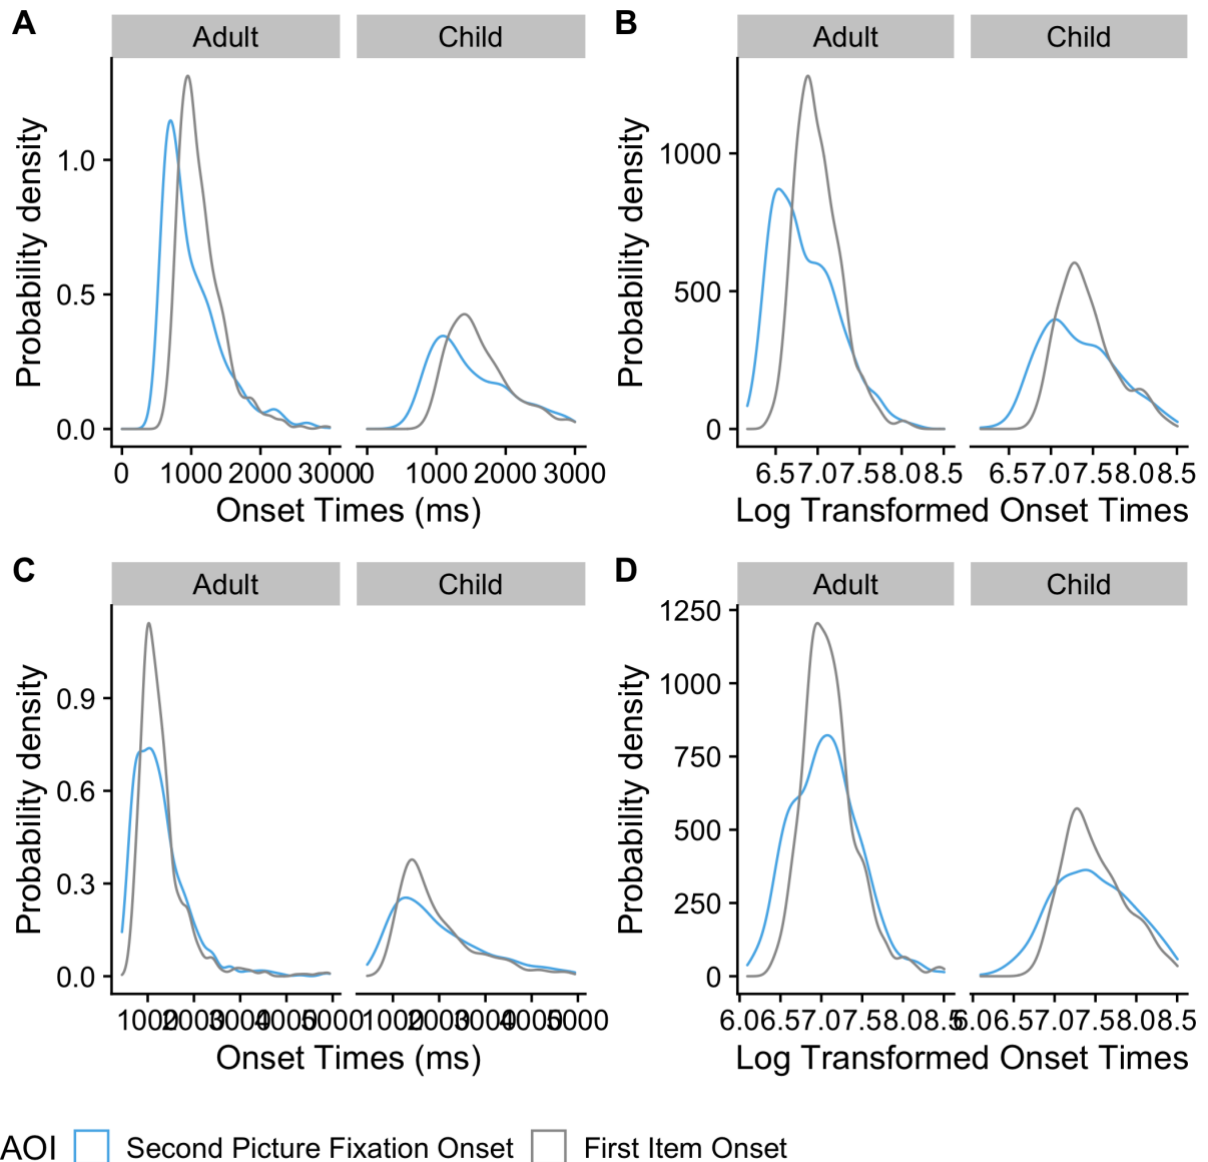 A
Adult
Child
Probability density
1.0
0.5
0.0
0 1000 2000 3000
0 1000 2000 3000
Onset Times (ms)
B
Adult
Child
Probability density
1000
500
0
6.5 7.0 7.5 8.0 8.5
6.5 7.0 7.5 8.0 8.5
Log Transformed Onset Times
C
Adult
Child
Probability density
0.9
0.6
0.3
0.0
1000 2000 3000 4000 5000
1000 2000 3000 4000 5000
Onset Times (ms)
D
Adult
Child
Probability density
1250
1000
750
500
250
0
6.0 6.5 7.0 7.5 8.0 8.5
6.0 6.5 7.0 7.5 8.0 8.5
Log Transformed Onset Times
AOI Second Picture Fixation Onset First Item Onset